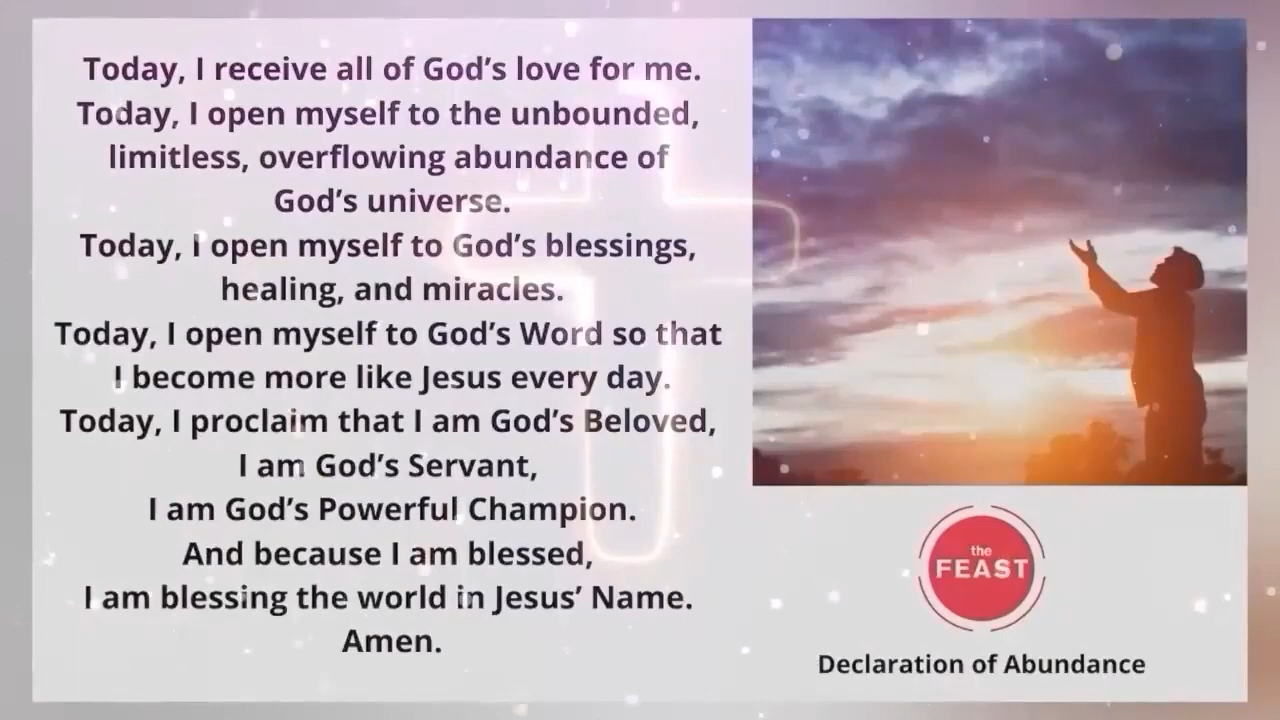 Today, I receive all of God's love for me.
Today, I open myself to the unbounded,
limitless, overflowing abundance of
God's universe.
Today, I open myself to God's blessings,
healing, and miracles.
Today, I open myself to God's Word so that
I become more like Jesus every day.
Today, I proclaim that I am God's Beloved,
I am God's Servant,
I am God's Powerful Champion.
And because I am blessed,
I am blessing the world in Jesus' Name.
Amen.
the
FEAST
Declaration of Abundance